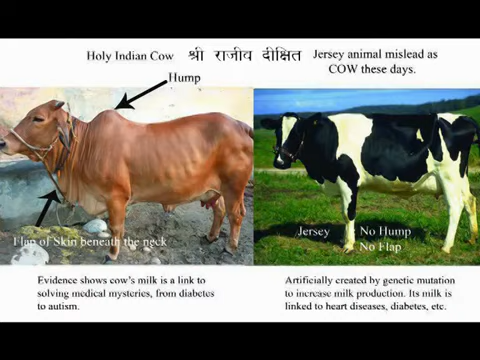 Holy Indian Cow
श्री राजीव दीक्षित
Jersey animal mislead as
COW these days.
Hump
Flap of Skin beneath the neck
Jersey
No Hump
No Flap
Evidence shows cow's milk is a link to
solving medical mysteries, from diabetes
to autism.
Artificially created by genetic mutation
to increase milk production. Its milk is
linked to heart diseases, diabetes, etc.